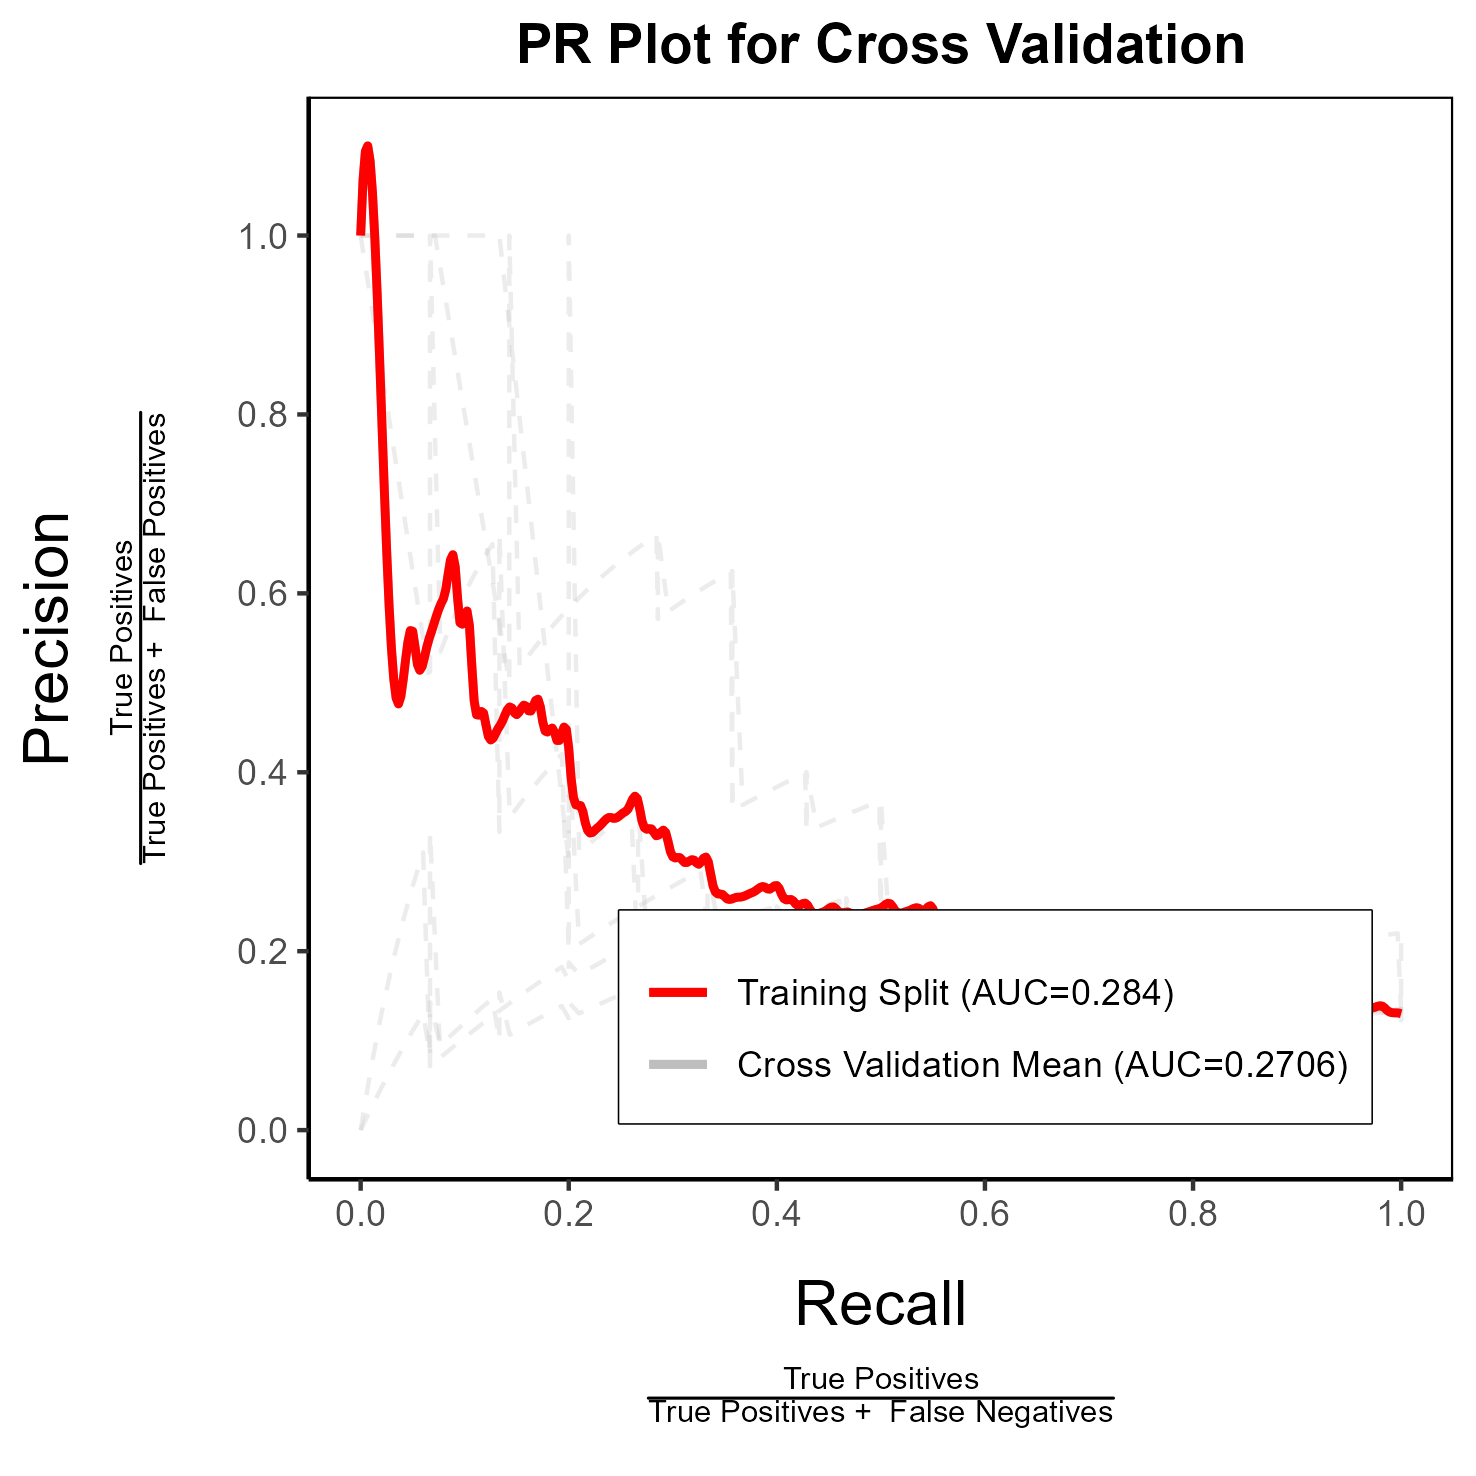 PR Plot for Cross Validation
Precision
True Positives
True Positives + False Positives
1.0
0.8
0.6
0.4
0.2
0.0
Training Split (AUC=0.284)
Cross Validation Mean (AUC=0.2706)
0.0 0.2 0.4 0.6 0.8 1.0
Recall
True Positives
True Positives + False Negatives